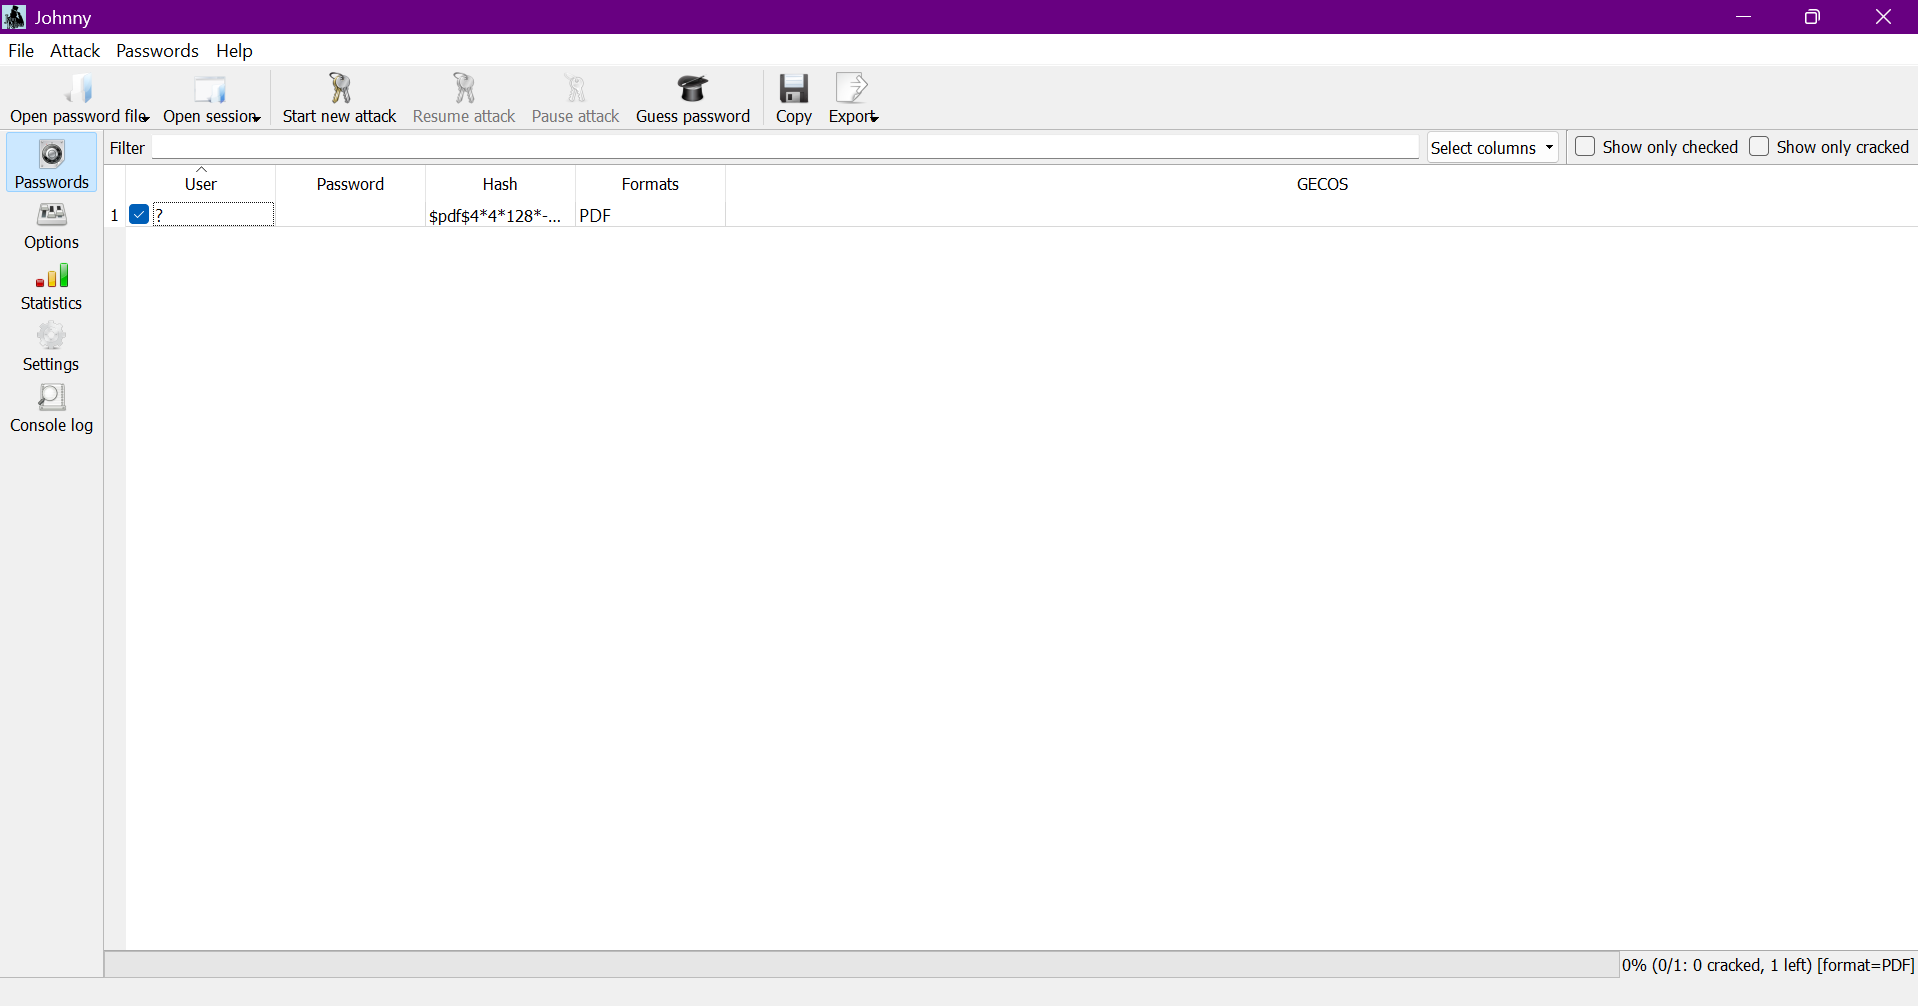 Johnny
File Attack Passwords Help
Open password file Open session Start new attack Resume attack Pause attack Guess password Copy Export
Passwords
Options
Statistics
Settings
Console log
Filter Select columns Show only checked Show only cracked
User Password Hash Formats GECOS
1 ? $pdf$4*4*128*-... PDF
0% (0/1: 0 cracked, 1 left) [format=PDF]